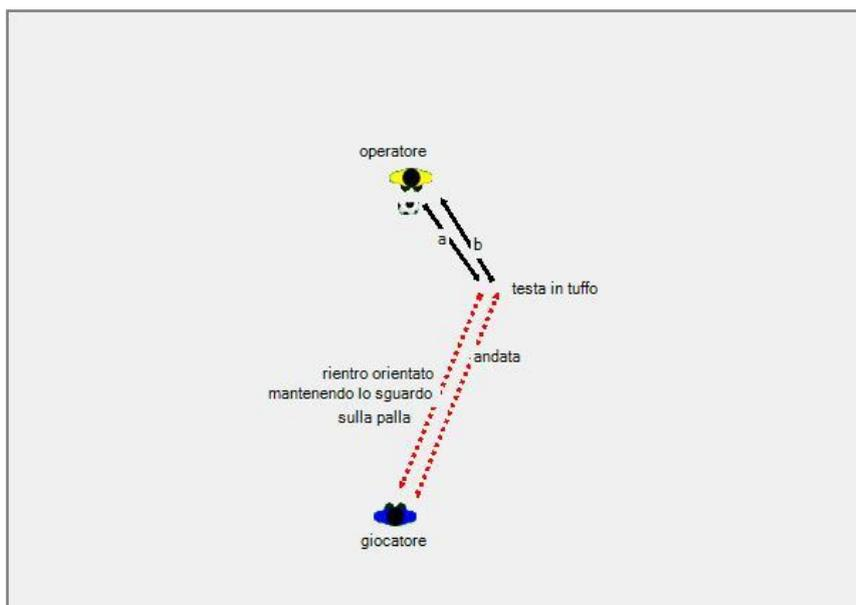 operatore
a
b
testa in tuffo
andata
rientro orientato
mantenendo lo sguardo
sulla palla
giocatore